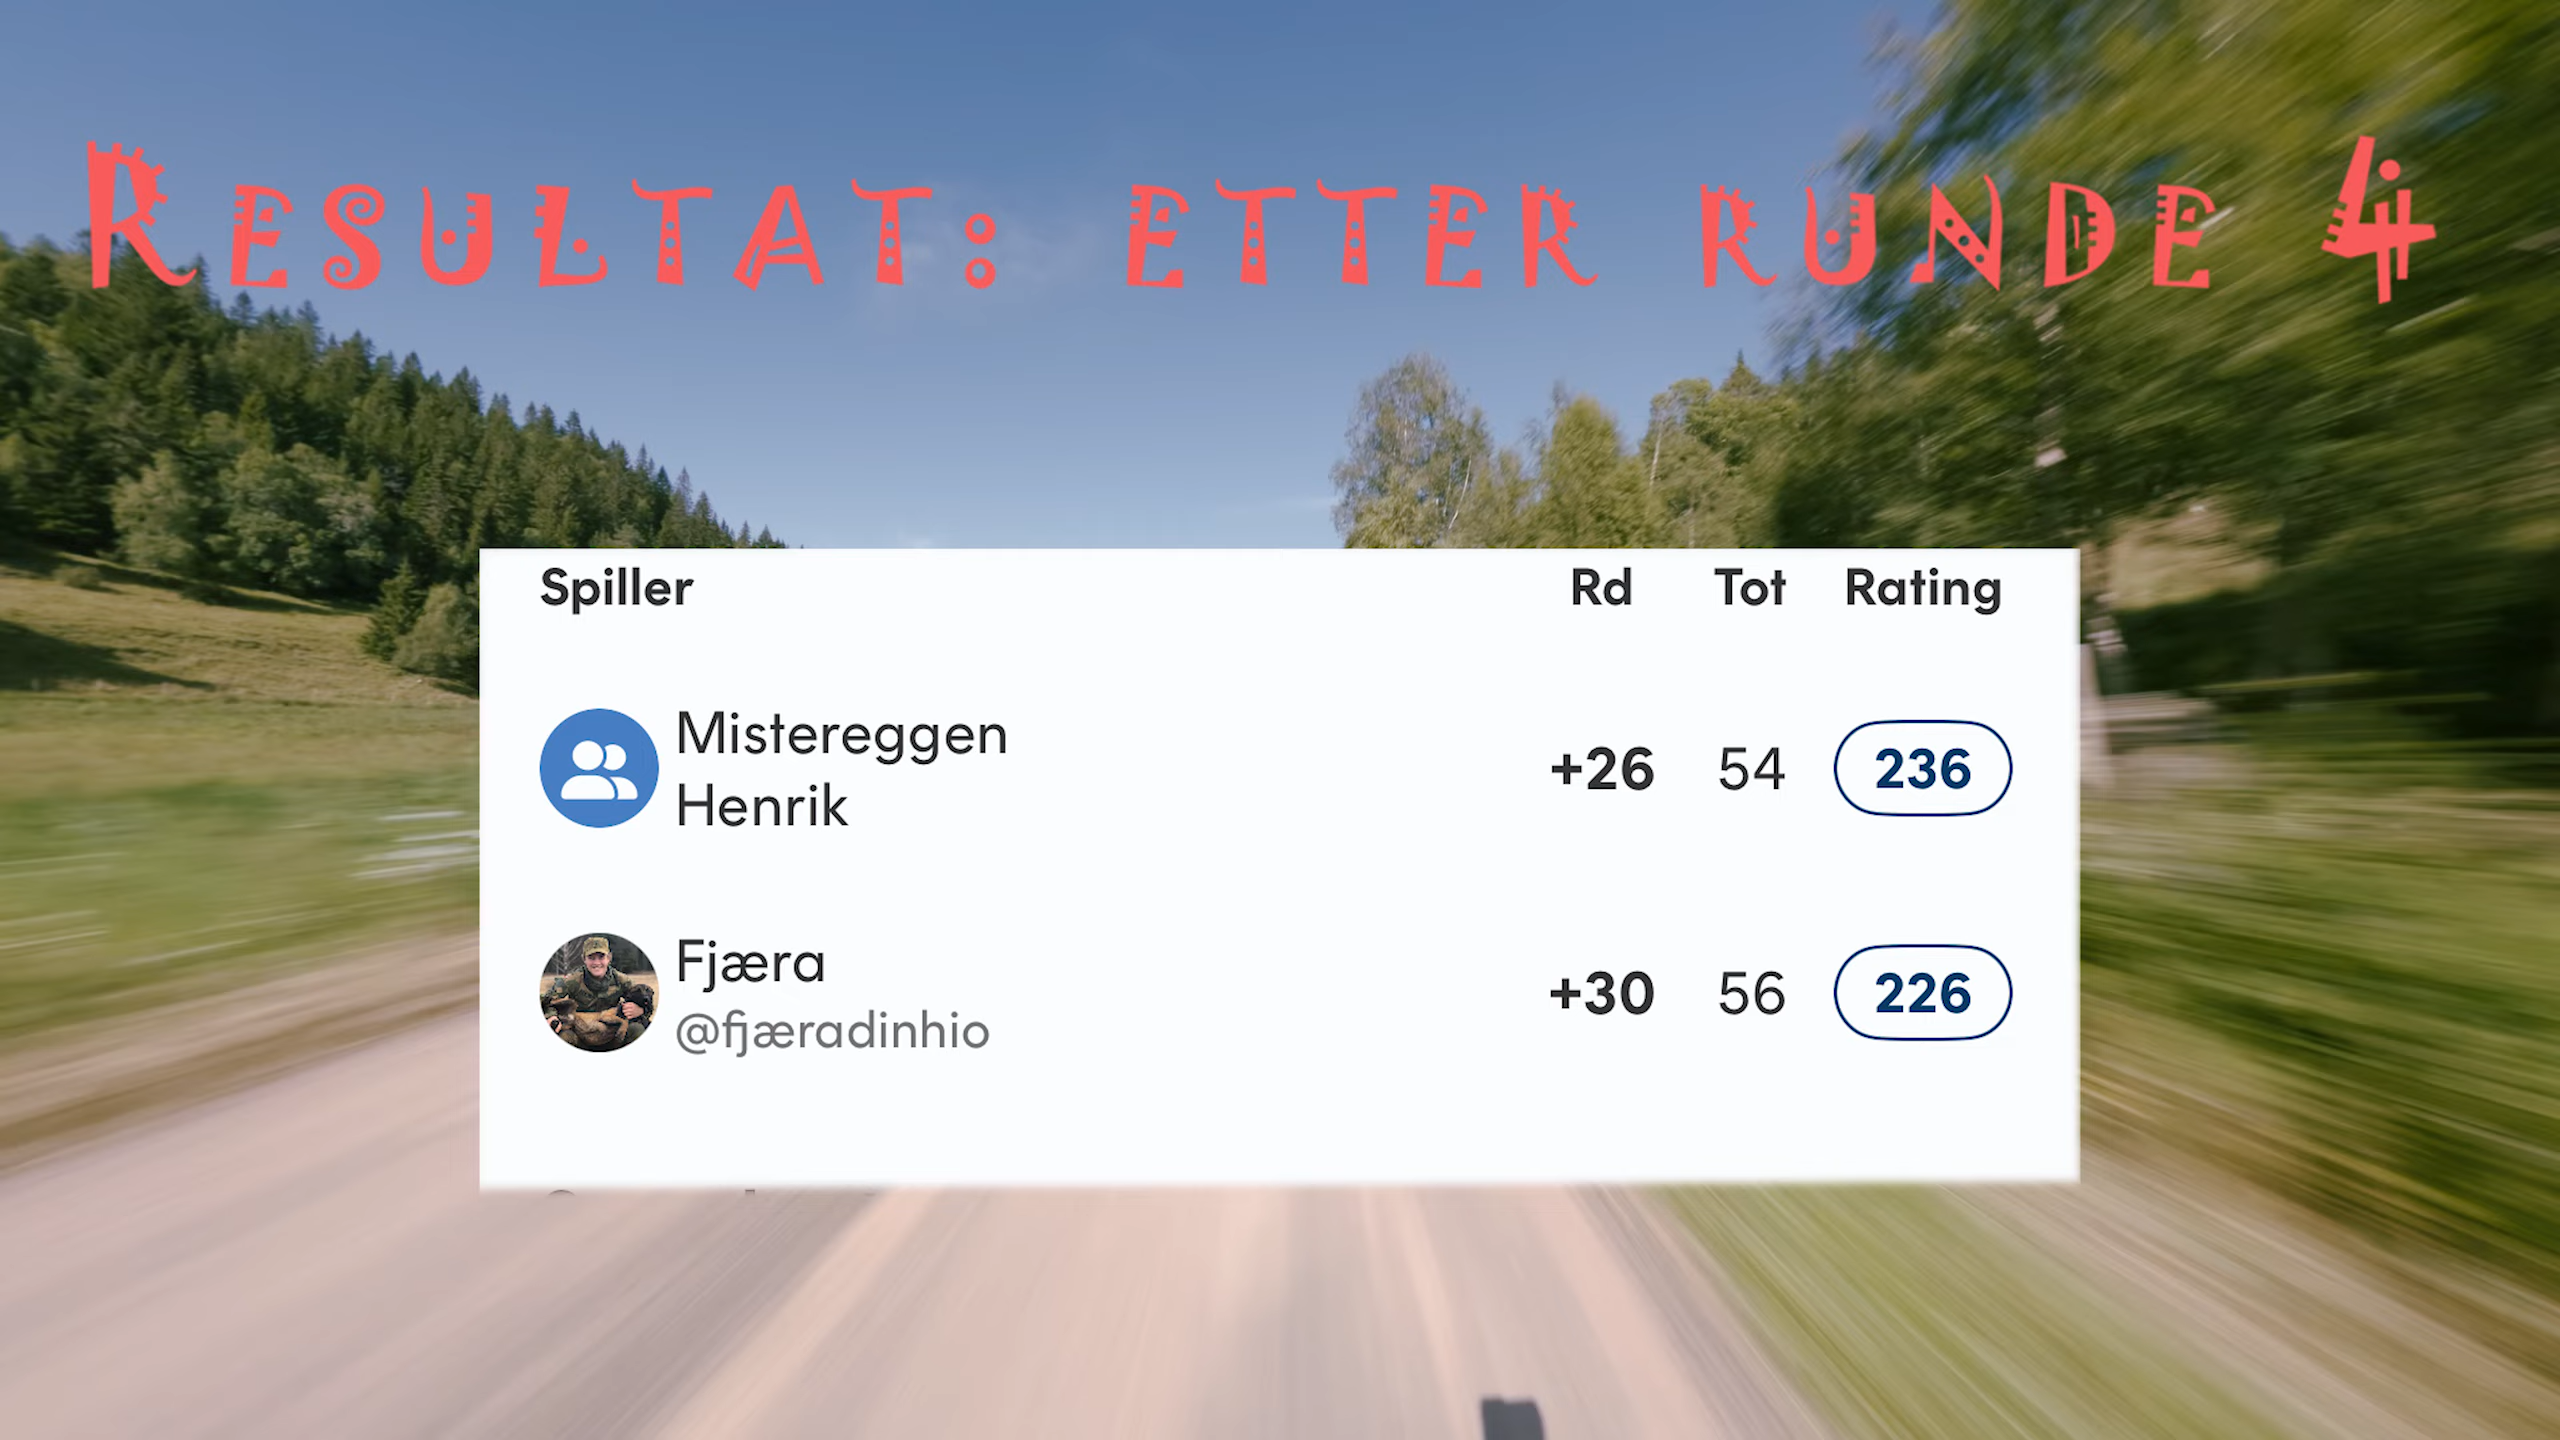 Resultat: etter runde 4
Spiller Rd Tot Rating
Mistereggen
Henrik
+26 54 236
Fjæra
@fjæradinhio
+30 56 226